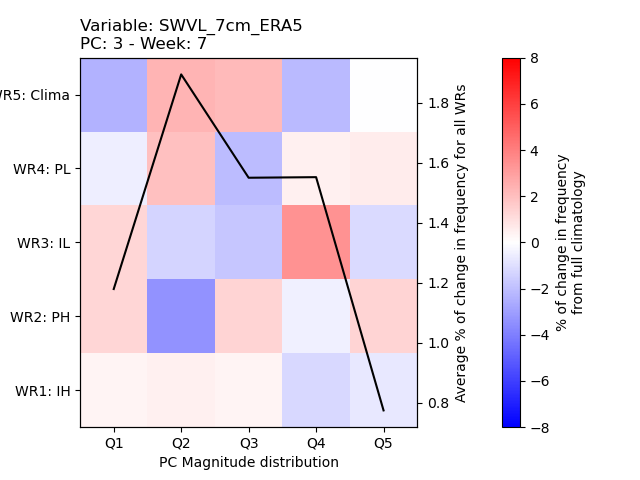 Variable: SWVL_7cm_ERA5
PC: 3 - Week: 7
WR5: Clima
WR4: PL
WR3: IL
WR2: PH
WR1: IH
Q1 Q2 Q3 Q4 Q5
PC Magnitude distribution
1.8
1.6
1.4
1.2
1.0
0.8
Average % of change in frequency for all WRs
8
6
4
2
0
−2
−4
−6
−8
% of change in frequency
from full climatology